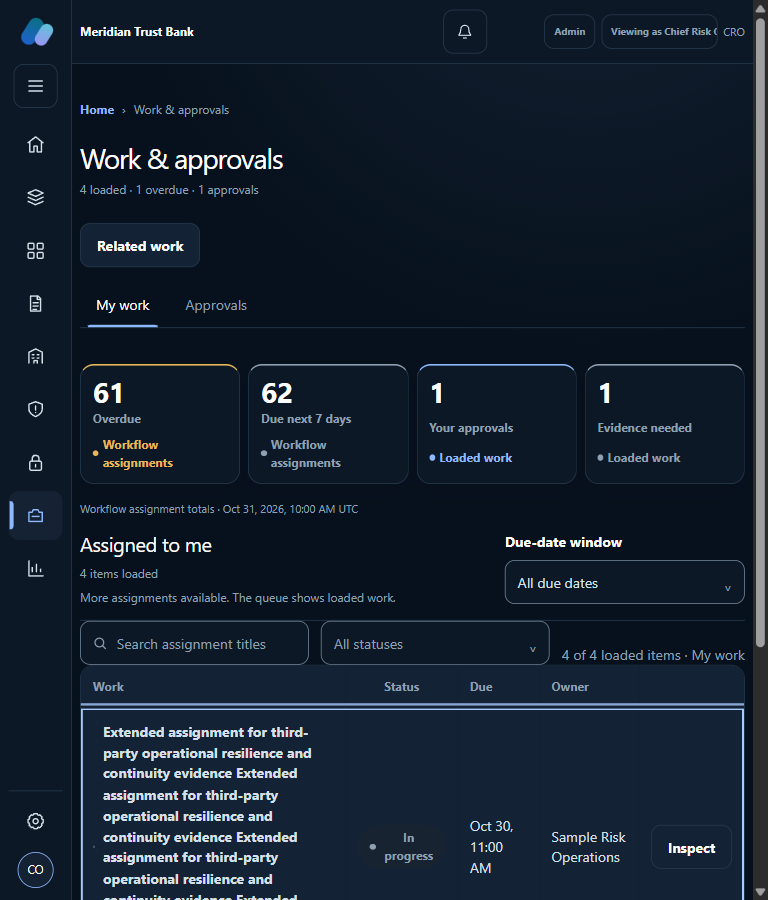 Meridian Trust Bank
Admin
Viewing as Chief Risk
CRO
Home › Work & approvals
Work & approvals
4 loaded · 1 overdue · 1 approvals
Related work
My work
Approvals
61
Overdue
Workflow
assignments
62
Due next 7 days
Workflow
assignments
1
Your approvals
Loaded work
1
Evidence needed
Loaded work
Workflow assignment totals · Oct 31, 2026, 10:00 AM UTC
Assigned to me
4 items loaded
More assignments available. The queue shows loaded work.
Due-date window
All due dates
Search assignment titles
All statuses
4 of 4 loaded items · My work
Work
Status
Due
Owner
Extended assignment for third-
party operational resilience and
continuity evidence Extended
assignment for third-party
operational resilience and
continuity evidence Extended
assignment for third-party
operational resilience and
continuity evidence Extended
In
progress
Oct 30,
11:00
AM
Sample Risk
Operations
Inspect
CO